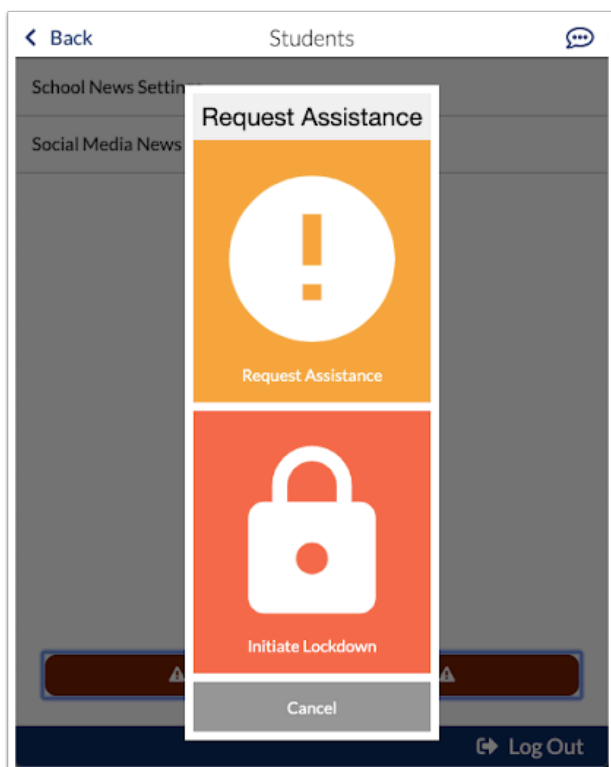 Back
Students
School News Settin
Request Assistance
Social Media News
Request Assistance
Initiate Lockdown
Cancel
Log Out